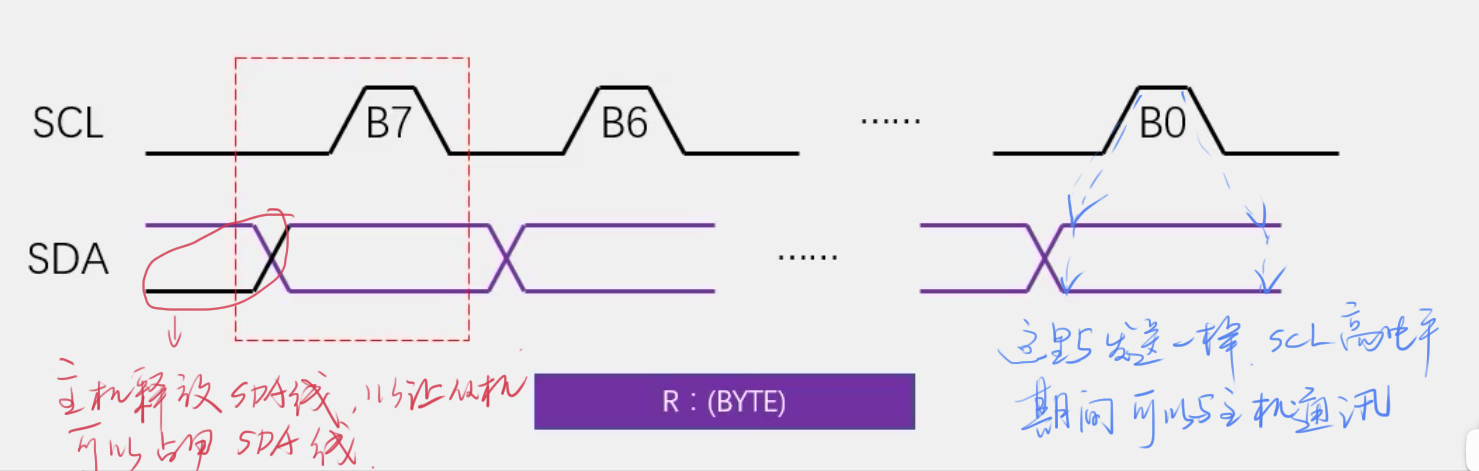 SCL
B7
B6
……
B0
SDA
……
主机释放SDA线,以让从机
可以占用SDA线.
这里与发送一样.SCL高电平
期间可以与主机通讯
R:(BYTE)